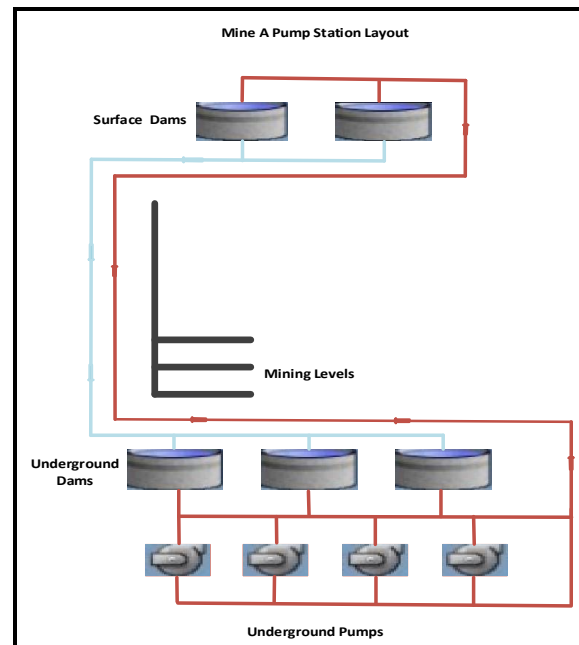 Mine A Pump Station Layout
Surface Dams
Mining Levels
Underground
Dams
Underground Pumps